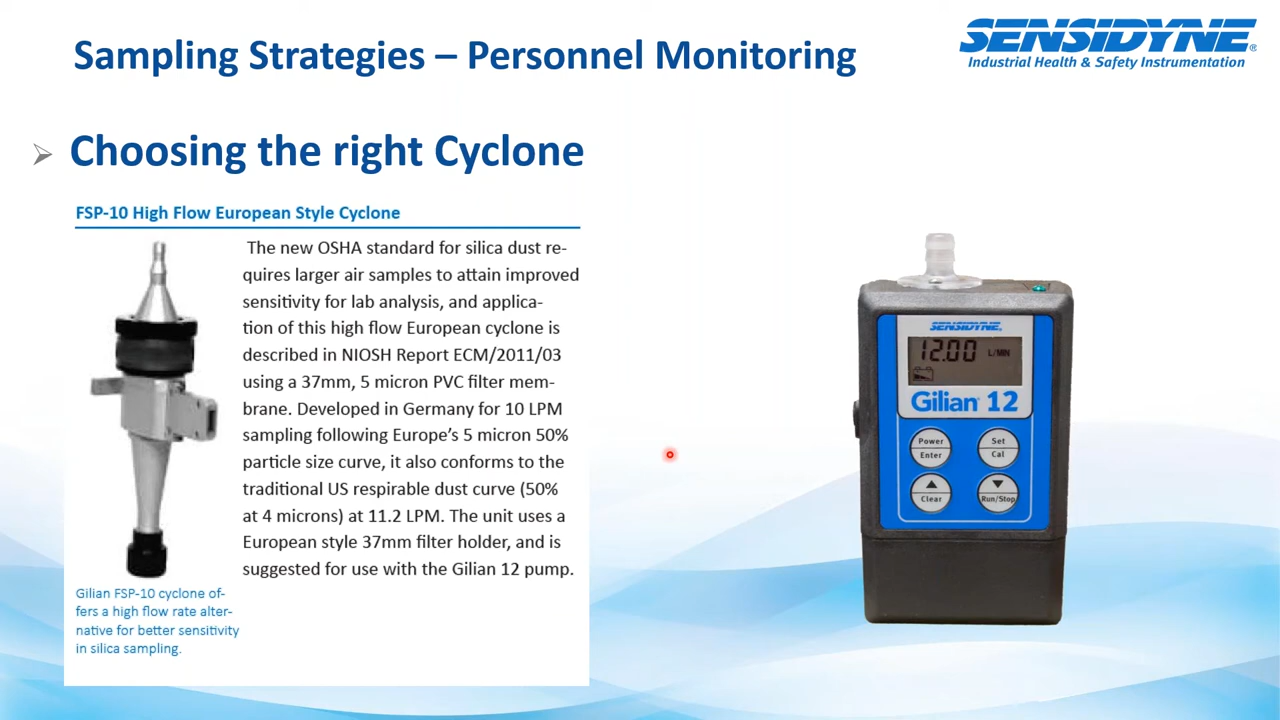 Sampling Strategies – Personnel Monitoring
SENSIDYNE®
Industrial Health & Safety Instrumentation
Choosing the right Cyclone
FSP-10 High Flow European Style Cyclone
The new OSHA standard for silica dust re-
quires larger air samples to attain improved
sensitivity for lab analysis, and applica-
tion of this high flow European cyclone is
described in NIOSH Report ECM/2011/03
using a 37mm, 5 micron PVC filter mem-
brane. Developed in Germany for 10 LPM
sampling following Europe's 5 micron 50%
particle size curve, it also conforms to the
traditional US respirable dust curve (50%
at 4 microns) at 11.2 LPM. The unit uses a
European style 37mm filter holder, and is
suggested for use with the Gilian 12 pump.
Gilian FSP-10 cyclone of-
fers a high flow rate alter-
native for better sensitivity
in silica sampling.
SENSIDYNE
12.00 L/MIN
Gilian 12
Power
Enter
Set
Cal
Clear
Run/Stop